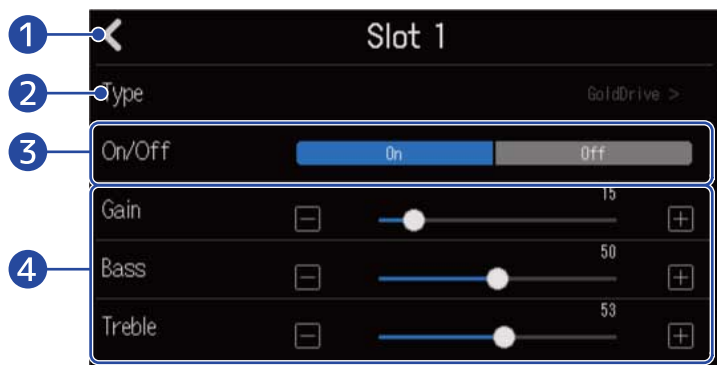 1 Slot 1
2 Type GoldDrive >
3 On/Off On Off
15
Gain
50
4 Bass
53
Treble